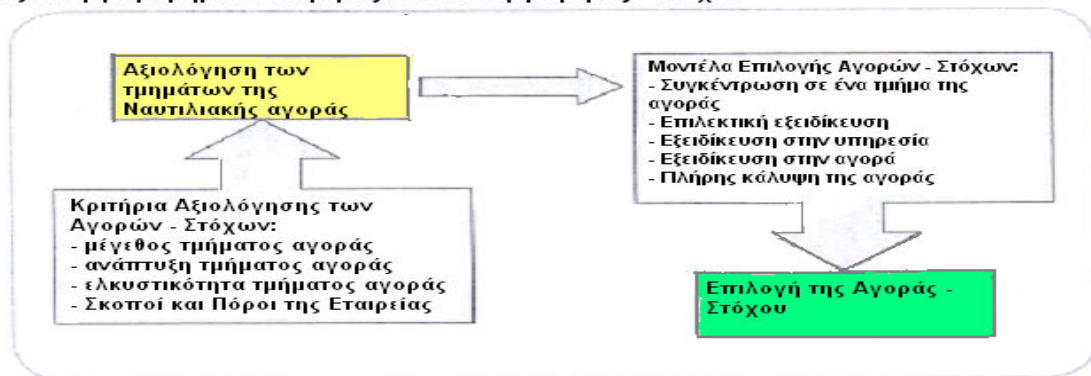 Αξιολόγηση των
τμημάτων της
Ναυτιλιακής αγοράς
Κριτήρια Αξιολόγησης των
Αγορών - Στόχων:
- μέγεθος τμήματος αγοράς
- ανάπτυξη τμήματος αγοράς
- ελκυστικότητα τμήματος αγοράς
- Σκοποί και Πόροι της Εταιρείας
Μοντέλα Επιλογής Αγορών - Στόχων:
- Συγκέντρωση σε ένα τμήμα της
αγοράς
- Επιλεκτική εξειδίκευση
- Εξειδίκευση στην υπηρεσία
- Εξειδίκευση στην αγορά
- Πλήρης κάλυψη της αγοράς
Επιλογή της Αγοράς -
Στόχου